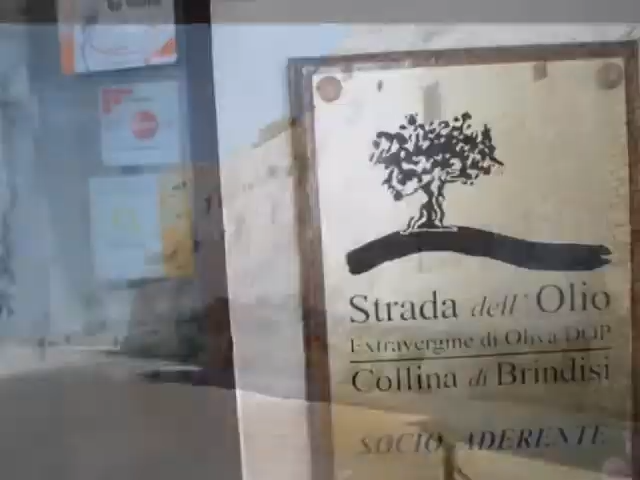 Strada dell' Olio
Extravergine di Oliva DOP
Collina di Brindisi
SOCIO ADERENTE